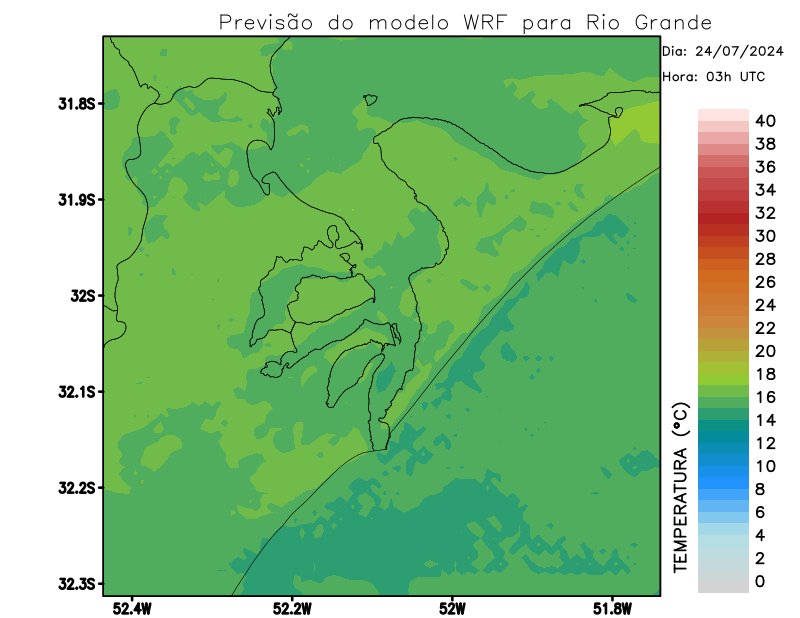 Previsão do modelo WRF para Rio Grande
Dia: 24/07/2024
Hora: 03h UTC
31.8S
31.9S
32S
32.1S
32.2S
32.3S
52.4W
52.2W
52W
51.8W
40
38
36
34
32
30
28
26
24
22
20
18
16
14
12
10
8
6
4
2
0
TEMPERATURA (ºC)